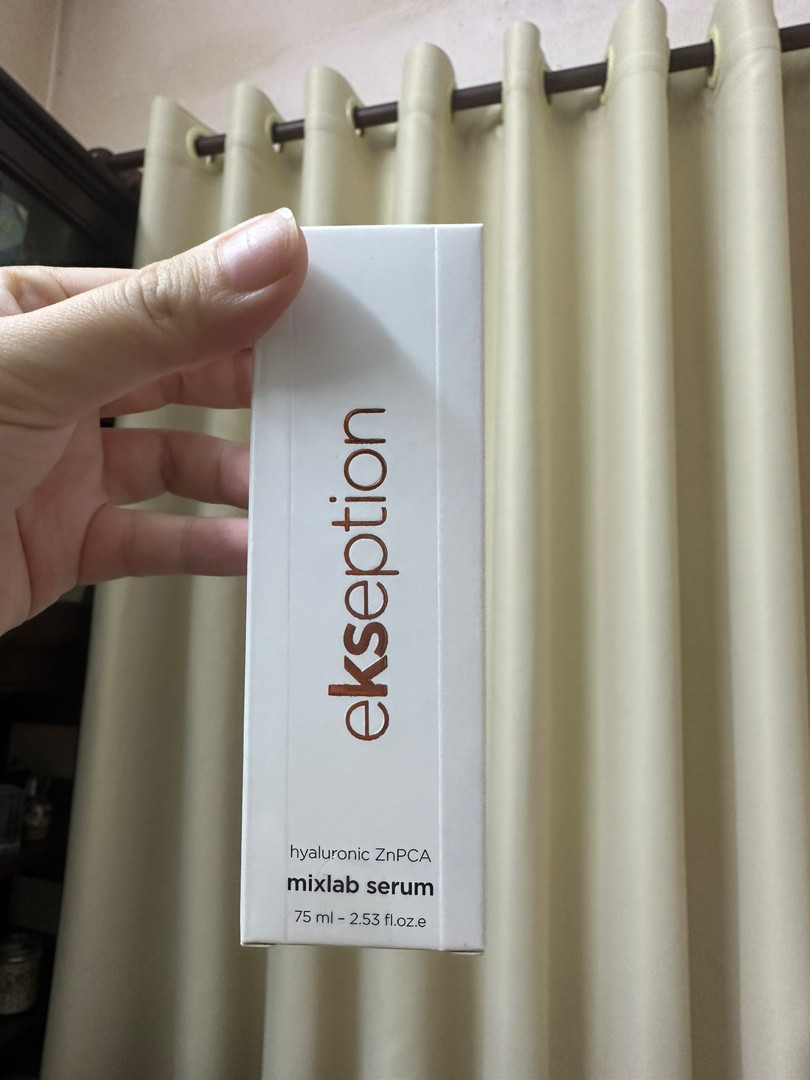 ekseption
hyaluronic ZnPCA
mixlab serum
75 ml – 2.53 fl.oz.e